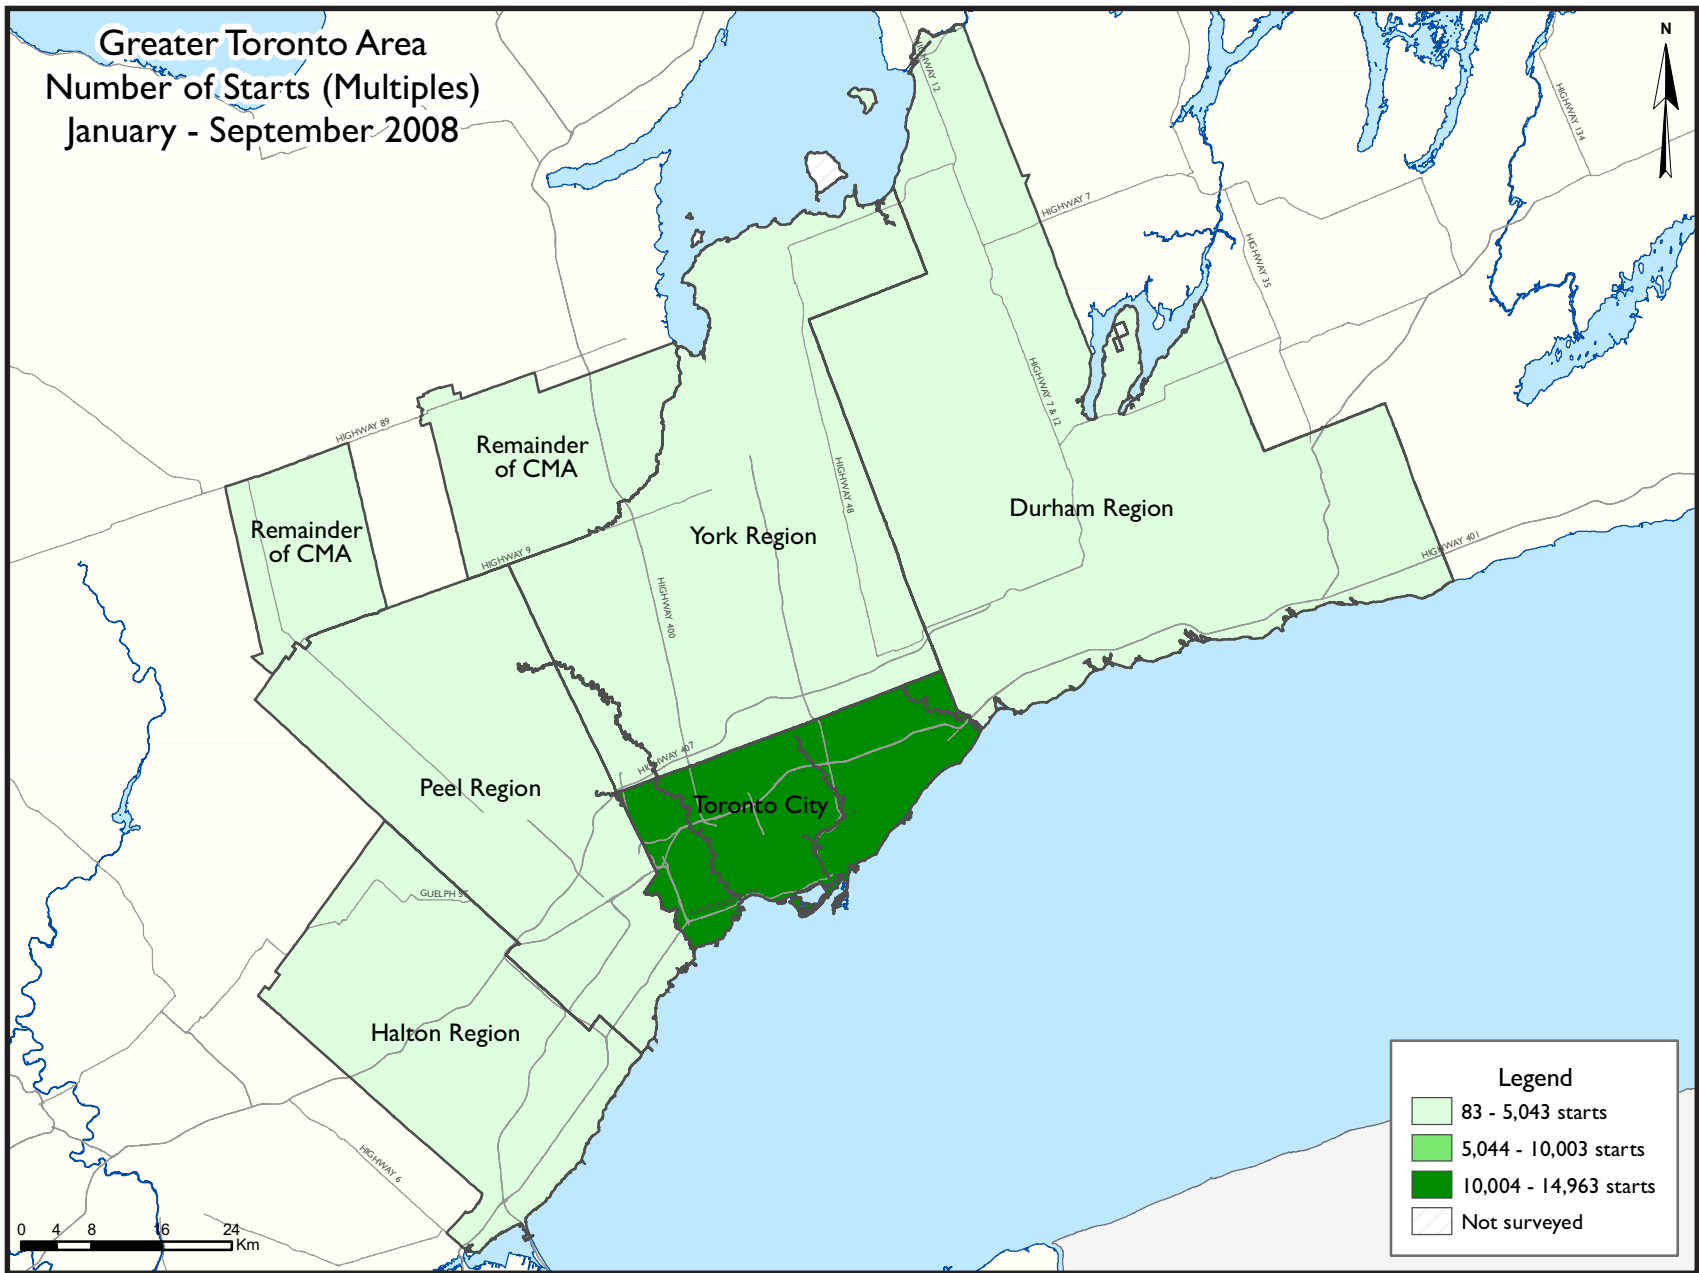 Greater Toronto Area
Number of Starts (Multiples)
January - September 2008
N
HIGHWAY 12
HIGHWAY 134
HIGHWAY 7
HIGHWAY 35
HIGHWAY 89
HIGHWAY 7 & 12
Remainder
of CMA
HIGHWAY 48
Durham Region
Remainder
of CMA
York Region
HIGHWAY 9
HIGHWAY 401
HIGHWAY 400
HIGHWAY 407
Peel Region
Toronto City
GUELPH ST
Halton Region
HIGHWAY 6
Legend
83 - 5,043 starts
5,044 - 10,003 starts
10,004 - 14,963 starts
Not surveyed
0 4 8 16 24
Km